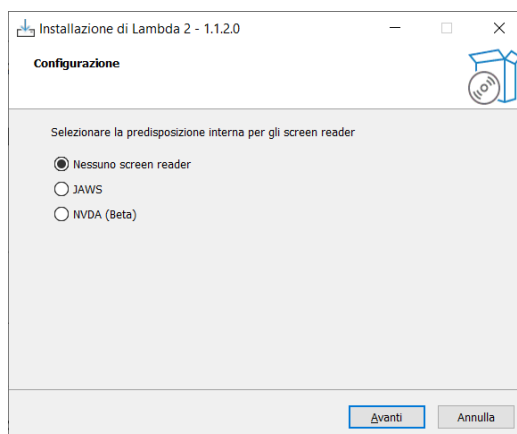 Installazione di Lambda 2 - 1.1.2.0
Configurazione
Selezionare la predisposizione interna per gli screen reader
Nessuno screen reader
JAWS
NVDA (Beta)
Avanti Annulla